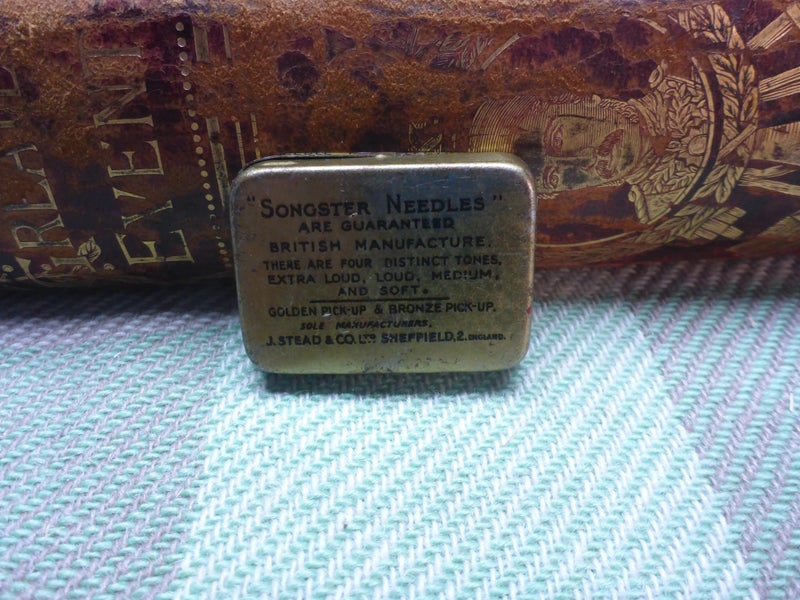 "SONGSTER NEEDLES"
ARE GUARANTEED
BRITISH MANUFACTURE.
THERE ARE FOUR DISTINCT TONES,
EXTRA LOUD, LOUD, MEDIUM,
AND SOFT.
GOLDEN PICK-UP & BRONZE PICK-UP.
SOLE MANUFACTURERS,
J. STEAD & CO. LTD. SHEFFIELD, 2. ENGLAND.